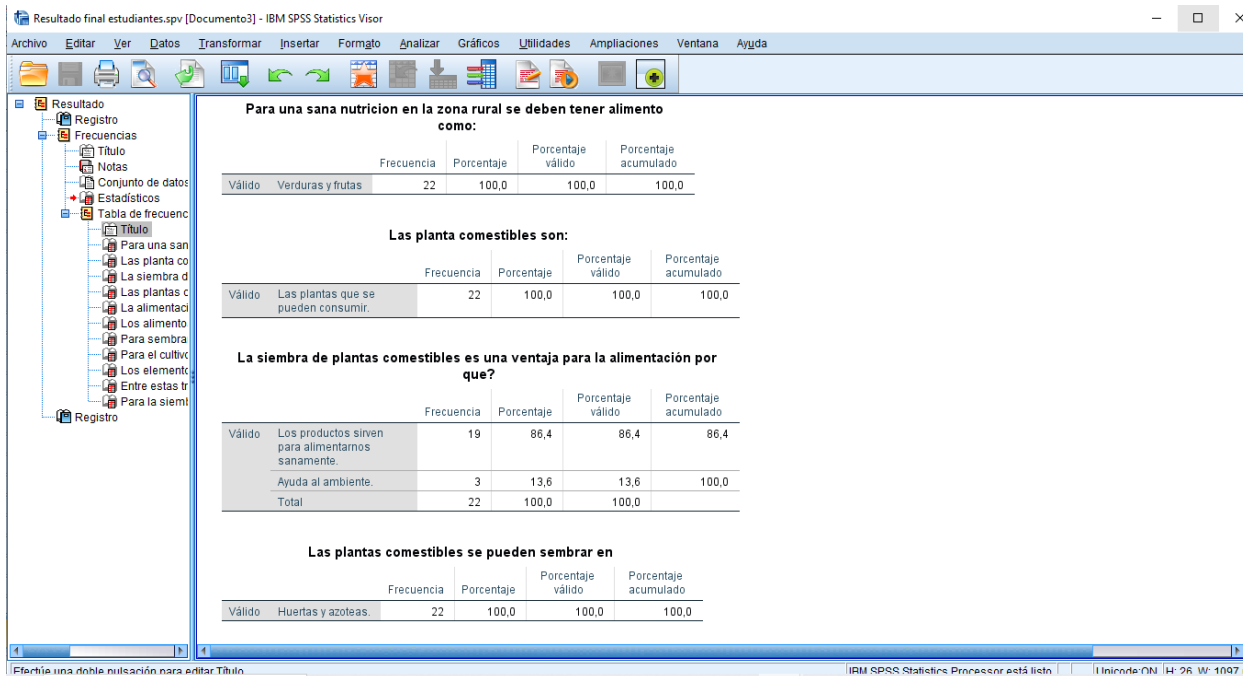 Resultado final estudiantes.spv [Documento3] - IBM SPSS Statistics Visor
Archivo Editar Ver Datos Transformar Insertar Formato Analizar Gráficos Utilidades Ampliaciones Ventana Ayuda
Resultado
Registro
Frecuencias
Título
Notas
Conjunto de datos
Estadísticos
Tabla de frecuenc
Título
Para una san
Las planta co
La siembra d
Las plantas c
La alimentaci
Los alimento
Para sembra
Para el cultivo
Los elemento
Entre estas tr
Para la siemb
Registro
Para una sana nutricion en la zona rural se deben tener alimento
como:
Frecuencia Porcentaje Porcentaje válido Porcentaje acumulado
Válido Verduras y frutas 22 100,0 100,0 100,0
Las planta comestibles son:
Frecuencia Porcentaje Porcentaje válido Porcentaje acumulado
Válido Las plantas que se 22 100,0 100,0 100,0
pueden consumir.
La siembra de plantas comestibles es una ventaja para la alimentación por
que?
Frecuencia Porcentaje Porcentaje válido Porcentaje acumulado
Válido Los productos sirven 19 86,4 86,4 86,4
para alimentarnos
sanamente.
Ayuda al ambiente. 3 13,6 13,6 100,0
Total 22 100,0 100,0
Las plantas comestibles se pueden sembrar en
Frecuencia Porcentaje Porcentaje válido Porcentaje acumulado
Válido Huertas y azoteas. 22 100,0 100,0 100,0
Efectúe una doble pulsación para editar Título IBM SPSS Statistics Processor está listo Unicode:ON H: 26, W: 1097